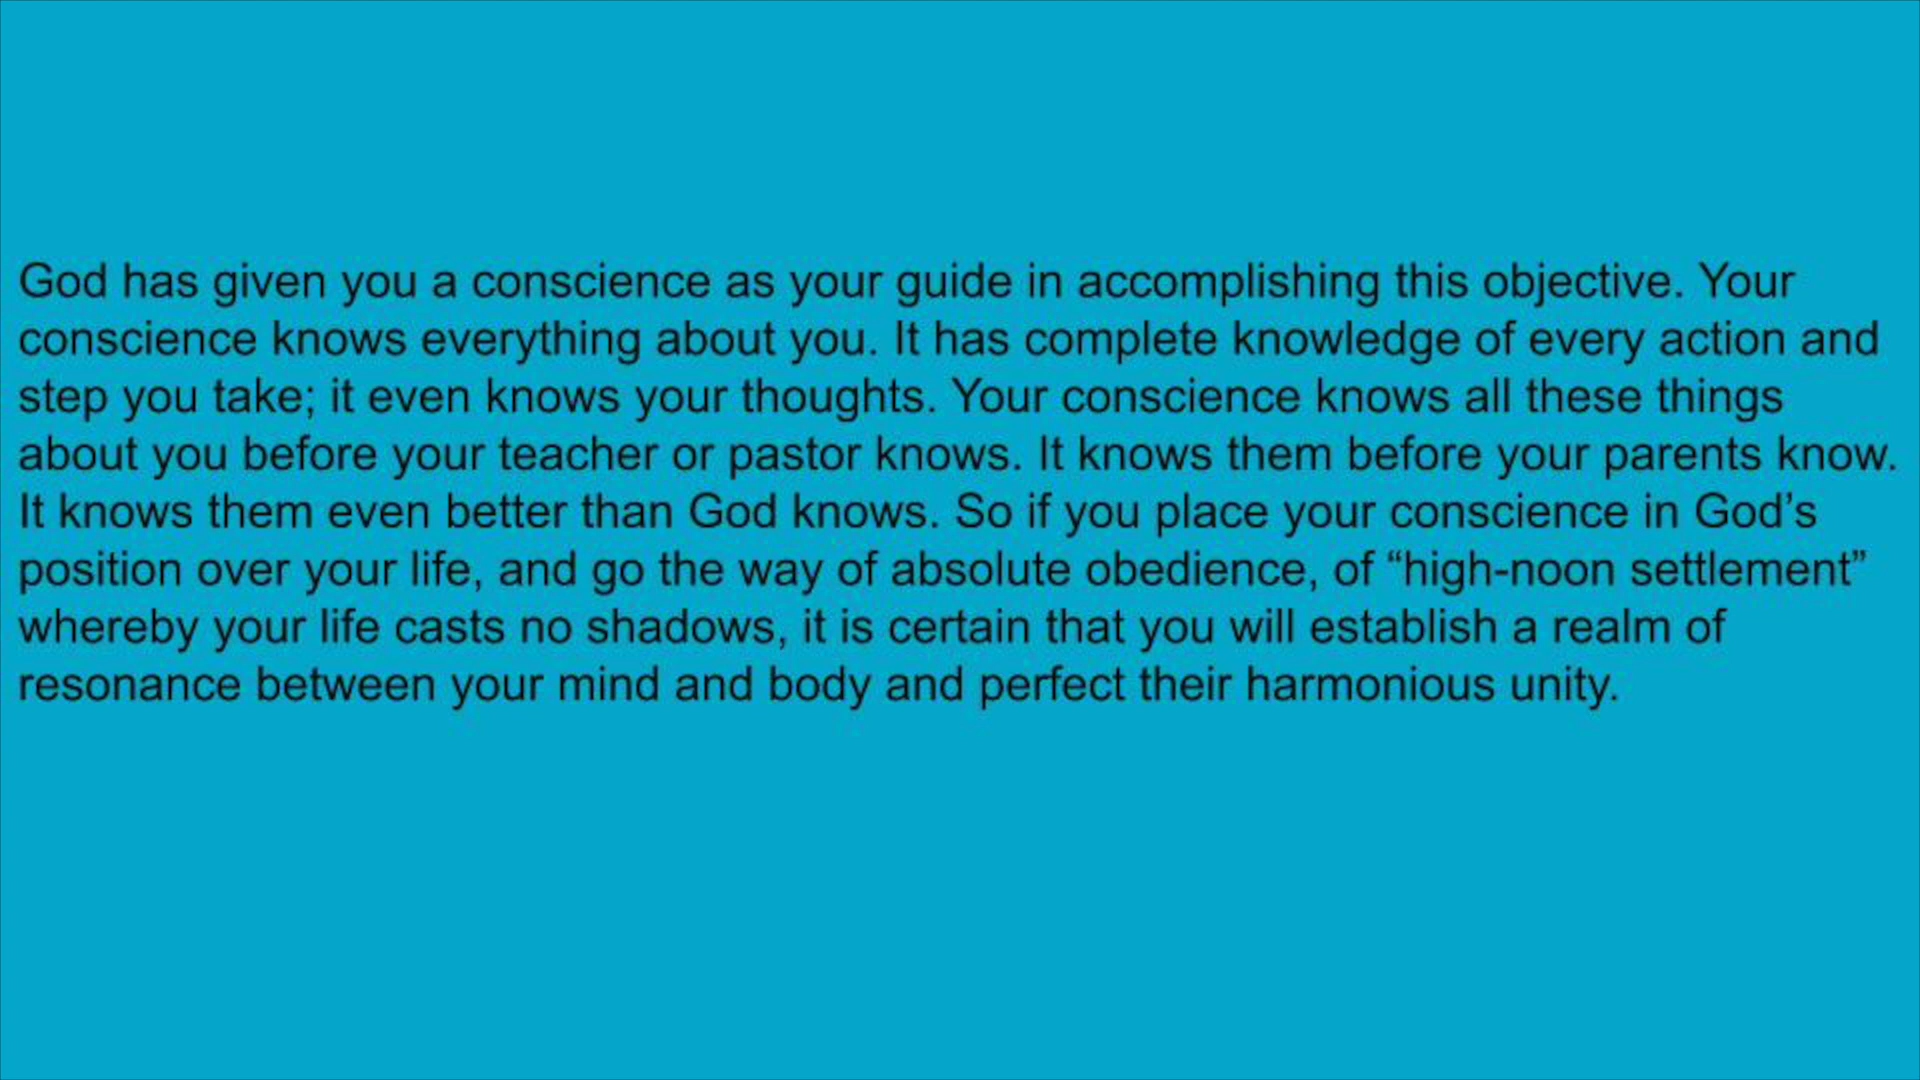 God has given you a conscience as your guide in accomplishing this objective. Your
conscience knows everything about you. It has complete knowledge of every action and
step you take; it even knows your thoughts. Your conscience knows all these things
about you before your teacher or pastor knows. It knows them before your parents know.
It knows them even better than God knows. So if you place your conscience in God’s
position over your life, and go the way of absolute obedience, of “high-noon settlement”
whereby your life casts no shadows, it is certain that you will establish a realm of
resonance between your mind and body and perfect their harmonious unity.